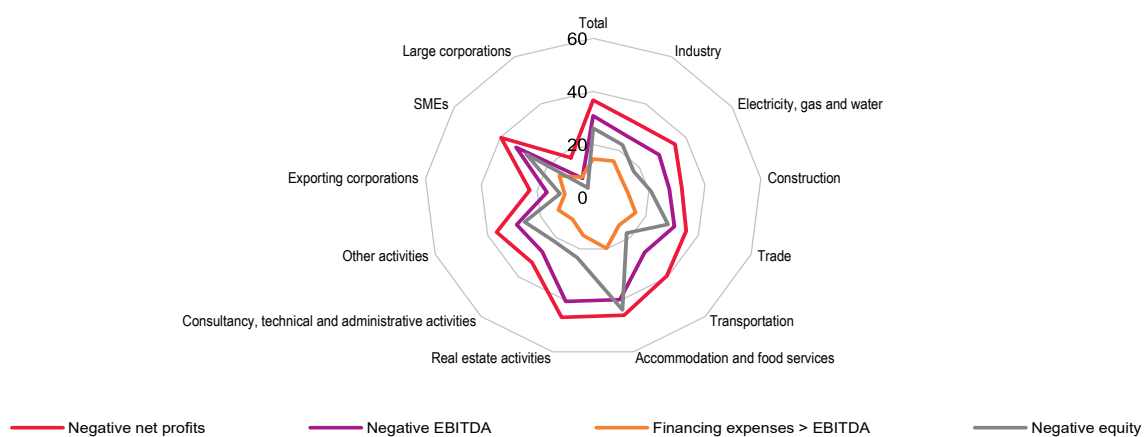 Total
60
Large corporations
Industry
40
SMEs
Electricity, gas and water
20
Exporting corporations
0
Construction
Other activities
Trade
Consultancy, technical and administrative activities
Transportation
Real estate activities
Accommodation and food services
Negative net profits
Negative EBITDA
Financing expenses > EBITDA
Negative equity